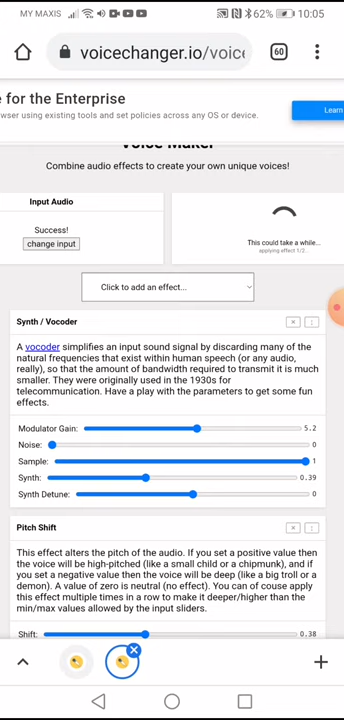 MY MAXIS
62% 10:05
voicechanger.io/voice
60
e for the Enterprise
wser using existing tools and set policies across any OS or device.
Learn
Voice Maker
Combine audio effects to create your own unique voices!
Input Audio
Success!
change input
This could take a while...
applying effect 1/2...
Click to add an effect...
Synth / Vocoder
A vocoder simplifies an input sound signal by discarding many of the
natural frequencies that exist within human speech (or any audio,
really), so that the amount of bandwidth required to transmit it is much
smaller. They were originally used in the 1930s for
telecommunication. Have a play with the parameters to get some fun
effects.
Modulator Gain: 5.2
Noise: 0
Sample: 1
Synth: 0.39
Synth Detune: 0
Pitch Shift
This effect alters the pitch of the audio. If you set a positive value then
the voice will be high-pitched (like a small child or a chipmunk), and if
you set a negative value then the voice will be deep (like a big troll or a
demon). A value of zero is neutral (no effect). You can of couse apply
this effect multiple times in a row to make it deeper/higher than the
min/max values allowed by the input sliders.
Shift: 0.38